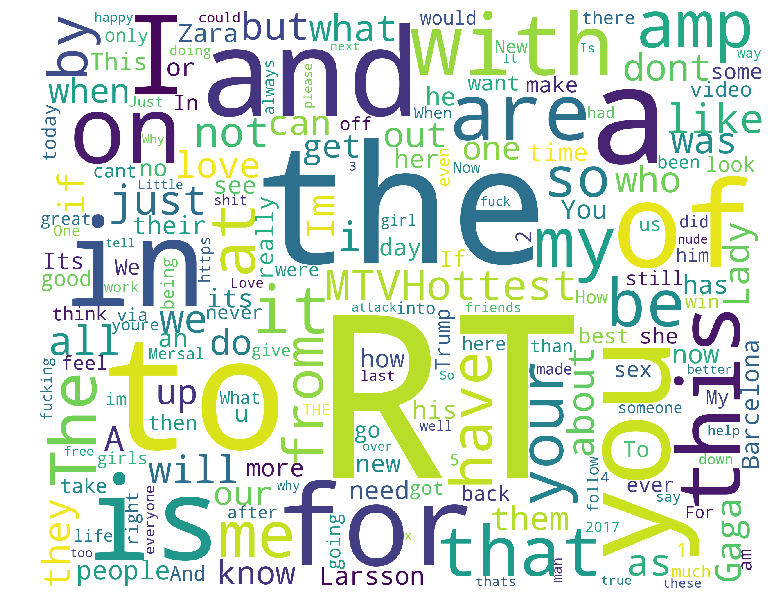 happy
could
only
Zara
but
what
would
there
New
It
Is
way
next
doing
amp
by
This
or
I
and
with
dont
some
when
Just
In
always
please
When
want
make
he
had
video
today
on
not
can
off
out
are
a
like
was
Why
cant
no
love
get
her
one
time
been
look
if
Little
see
3
even
Now
so
who
One
just
shit
Im
the
fuck
You
us
did
great
their
really
i
girl
my
of
nude
him
Its
We
in
at
https
day
If
2
still
Lady
good
being
were
its
MTVHottest
How
be
has
win
tell
work
Love
think
via
we
never
it
attack
into
friends
best
she
all
youre
ah
do
give
how
Trump
here
than
now
this
feel
Mersal
from
last
So
made
sex
better
fucking
The
im
to
What
up
u
THE
RT
have
your
about
someone
My
Barcelona
A
then
his
To
you
help
free
girls
will
more
go
over
well
5
new
follow
4
ever
down
take
is
our
why
need
got
back
say
For
they
right
everyone
after
me
for
x
them
2017
1
Gaga
life
too
people
And
know
going
Larsson
that
thats
man
true
as
much
these
am